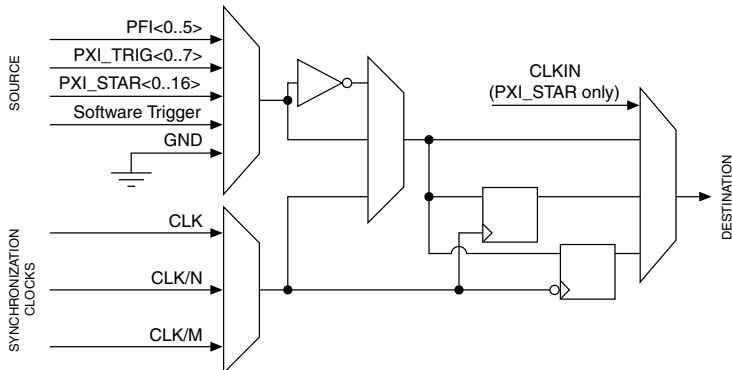 SOURCE
PFI<0..5>
PXI_TRIG<0..7>
PXI_STAR<0..16>
Software Trigger
GND
SYNCHRONIZATION
CLOCKS
CLK
CLK/N
CLK/M
CLKIN
(PXI_STAR only)
DESTINATION